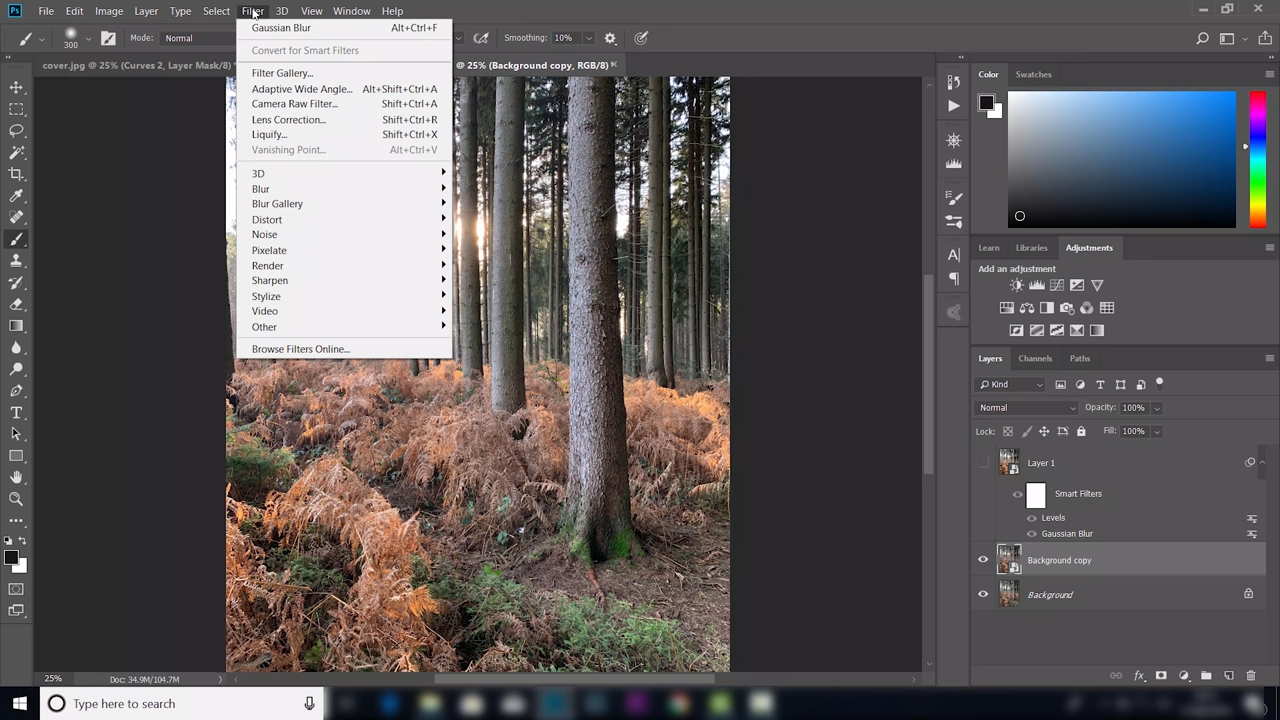 Ps File Edit Image Layer Type Select Filter 3D View Window Help
300 Mode: Normal Smoothing: 10%
cover.jpg @ 25% (Curves 2, Layer Mask/8) * @ 25% (Background copy, RGB/8) *
Gaussian Blur Alt+Ctrl+F
Convert for Smart Filters
Filter Gallery...
Adaptive Wide Angle... Alt+Shift+Ctrl+A
Camera Raw Filter... Shift+Ctrl+A
Lens Correction... Shift+Ctrl+R
Liquify... Shift+Ctrl+X
Vanishing Point... Alt+Ctrl+V
3D
Blur
Blur Gallery
Distort
Noise
Pixelate
Render
Sharpen
Stylize
Video
Other
Browse Filters Online...
Color Swatches
Learn Libraries Adjustments
Add an adjustment
Layers Channels Paths
Kind
Normal Opacity: 100%
Lock: Fill: 100%
Layer 1
Smart Filters
Levels
Gaussian Blur
Background copy
Background
25% Doc: 34.9M/104.7M
Type here to search